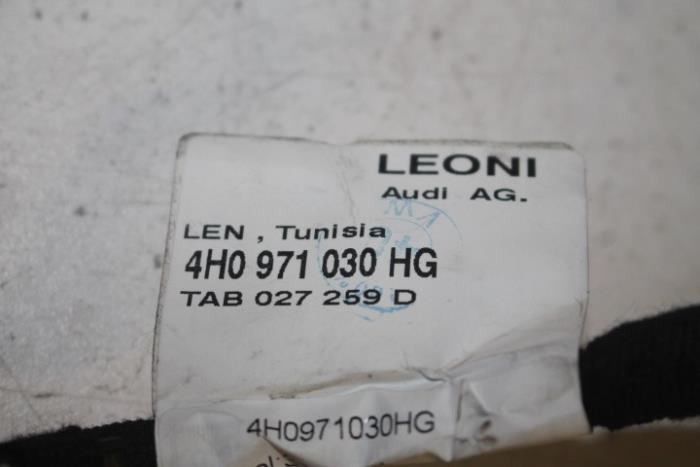 LEONI
Audi AG.
LEN , Tunisia
4H0 971 030 HG
TAB 027 259 D
4H0971030HG